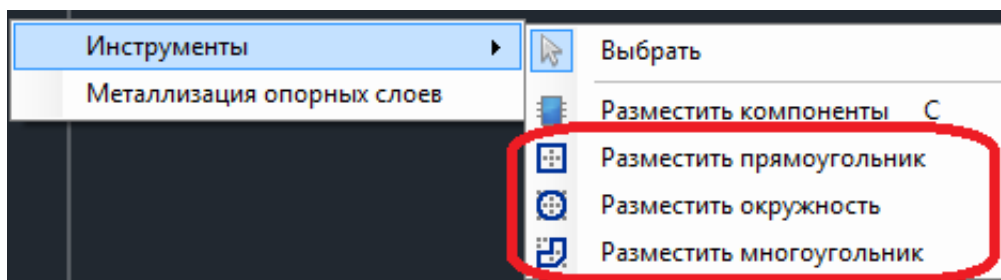 Инструменты
Металлизация опорных слоев
Выбрать
Разместить компоненты C
Разместить прямоугольник
Разместить окружность
Разместить многоугольник